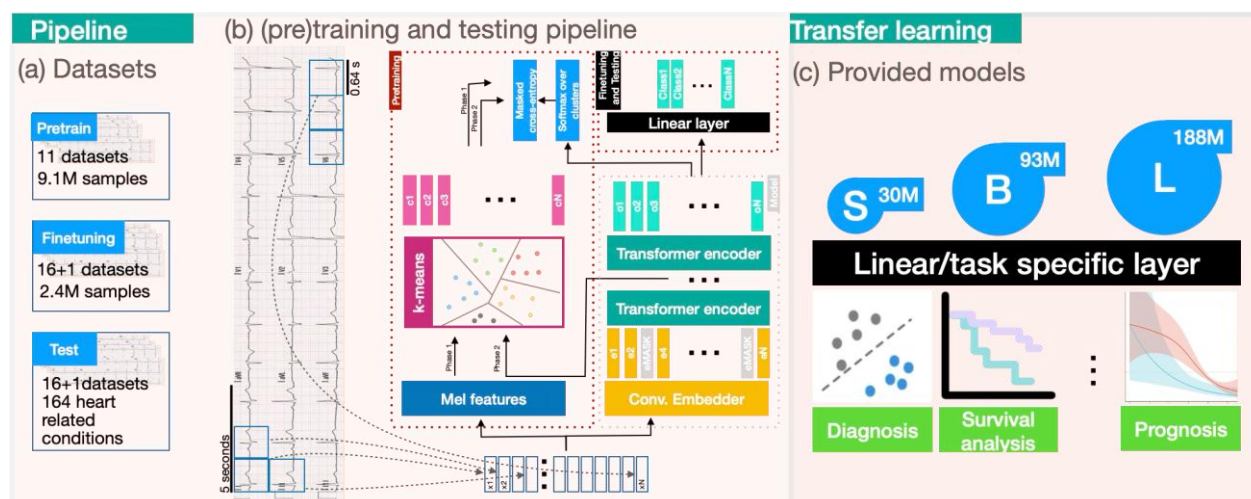 Pipeline
(a) Datasets
Pretrain
11 datasets
9.1M samples
Finetuning
16+1 datasets
2.4M samples
Test
16+1datasets
164 heart
related
conditions
(b) (pre)training and testing pipeline
0.64 s
5 seconds
Pretraining
Phase 1
Phase 2
Masked
cross-entropy
Softmax over
clusters
c1
c2
c3
cN
k-means
Phase 1
Phase 2
Mel features
x1
x2
xN
Finetuning
and Testing
Class1
Class2
ClassN
Linear layer
Model
o1
o2
o3
oN
Transformer encoder
Transformer encoder
e1
e2
eMASK
e4
eMASK
eN
Conv. Embedder
Transfer learning
(c) Provided models
S
30M
B
93M
L
188M
Linear/task specific layer
Diagnosis
Survival
analysis
Prognosis